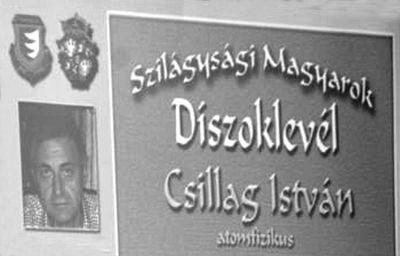 Szilágysági Magyarok
Díszoklevél
Csillag István
atomfizikus